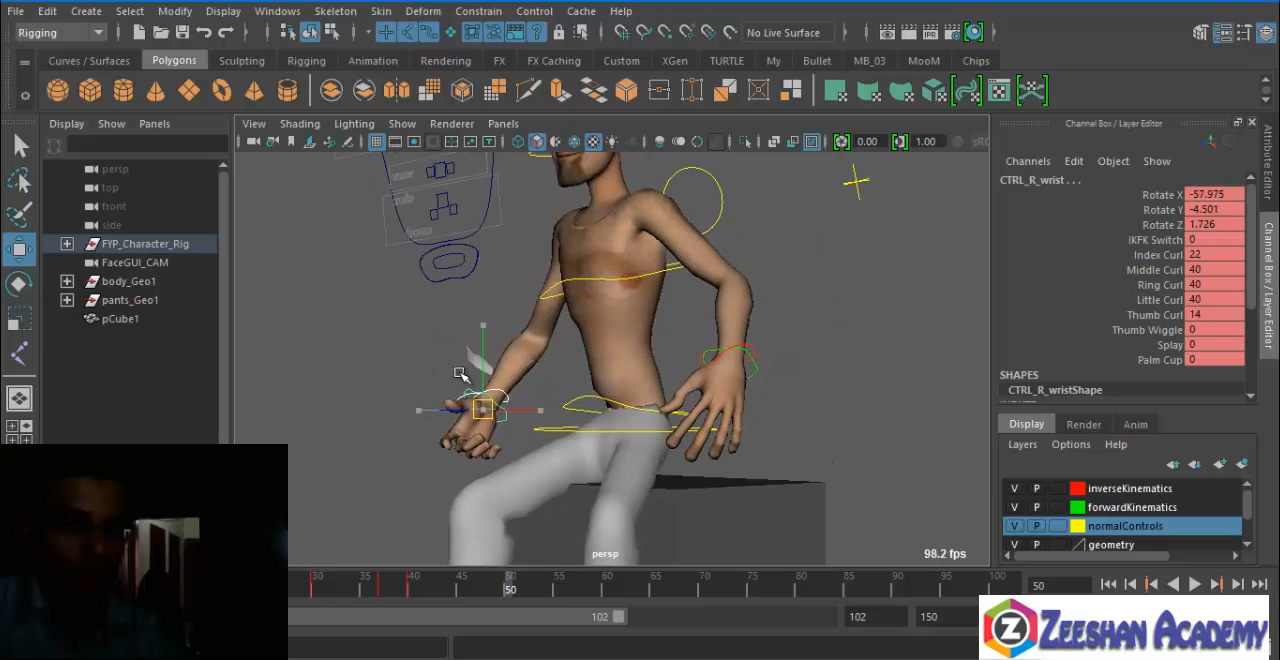 File Edit Create Select Modify Display Windows Skeleton Skin Deform Constrain Control Cache Help
Rigging No Live Surface
Curves / Surfaces Polygons Sculpting Rigging Animation Rendering FX FX Caching Custom XGen TURTLE My Bullet MB_03 MooM Chips
Display Show Panels
View Shading Lighting Show Renderer Panels
0.00 1.00
persp
top
front
side
FYP_Character_Rig
FaceGUI_CAM
body_Geo1
pants_Geo1
pCube1
persp
98.2 fps
Channel Box / Layer Editor
Channels Edit Object Show
CTRL_R_wrist . . .
Rotate X -57.975
Rotate Y -4.501
Rotate Z 1.726
IKFK Switch 0
Index Curl 22
Middle Curl 40
Ring Curl 40
Little Curl 40
Thumb Curl 14
Thumb Wiggle 0
Splay 0
Palm Cup 0
SHAPES
CTRL_R_wristShape
Display Render Anim
Layers Options Help
V P inverseKinematics
V P forwardKinematics
V P normalControls
V P geometry
Attribute Editor
Channel Box / Layer Editor
30 35 40 45 50 55 60 65 70 75 80 85 90 95 100
50
50
102 102 150
ZEESHAN ACADEMY